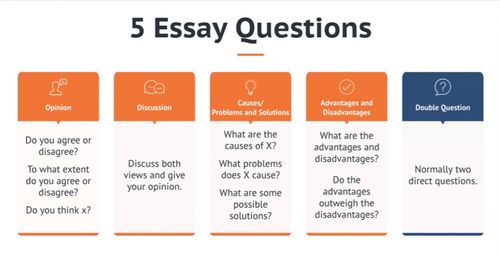 5 Essay Questions
Opinion
Do you agree or
disagree?
To what extent
do you agree or
disagree?
Do you think x?
Discussion
Discuss both
views and give
your opinion.
Causes/
Problems and Solutions
What are the
causes of X?
What problems
does X cause?
What are some
possible
solutions?
Advantages and
Disadvantages
What are the
advantages and
disadvantages?
Do the
advantages
outweigh the
disadvantages?
Double Question
Normally two
direct questions.